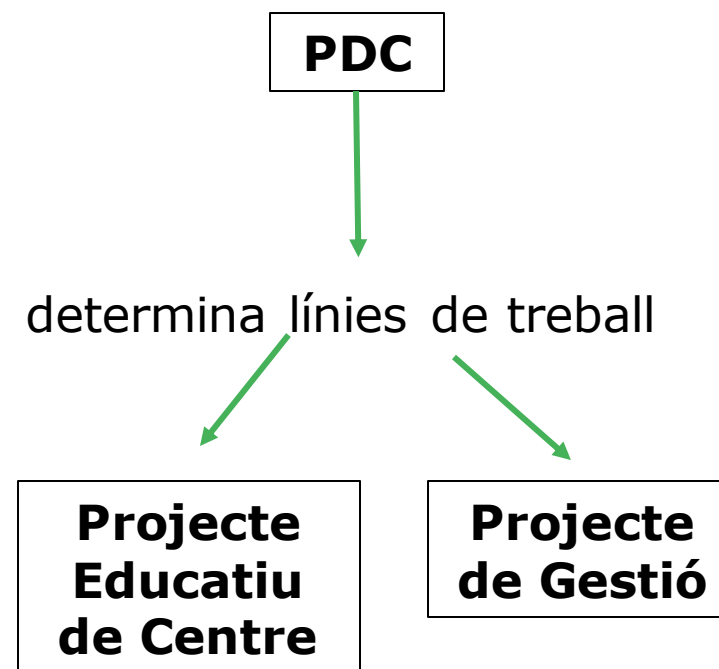 PDC
determina línies de treball
Projecte
Educatiu
de Centre
Projecte
de Gestió